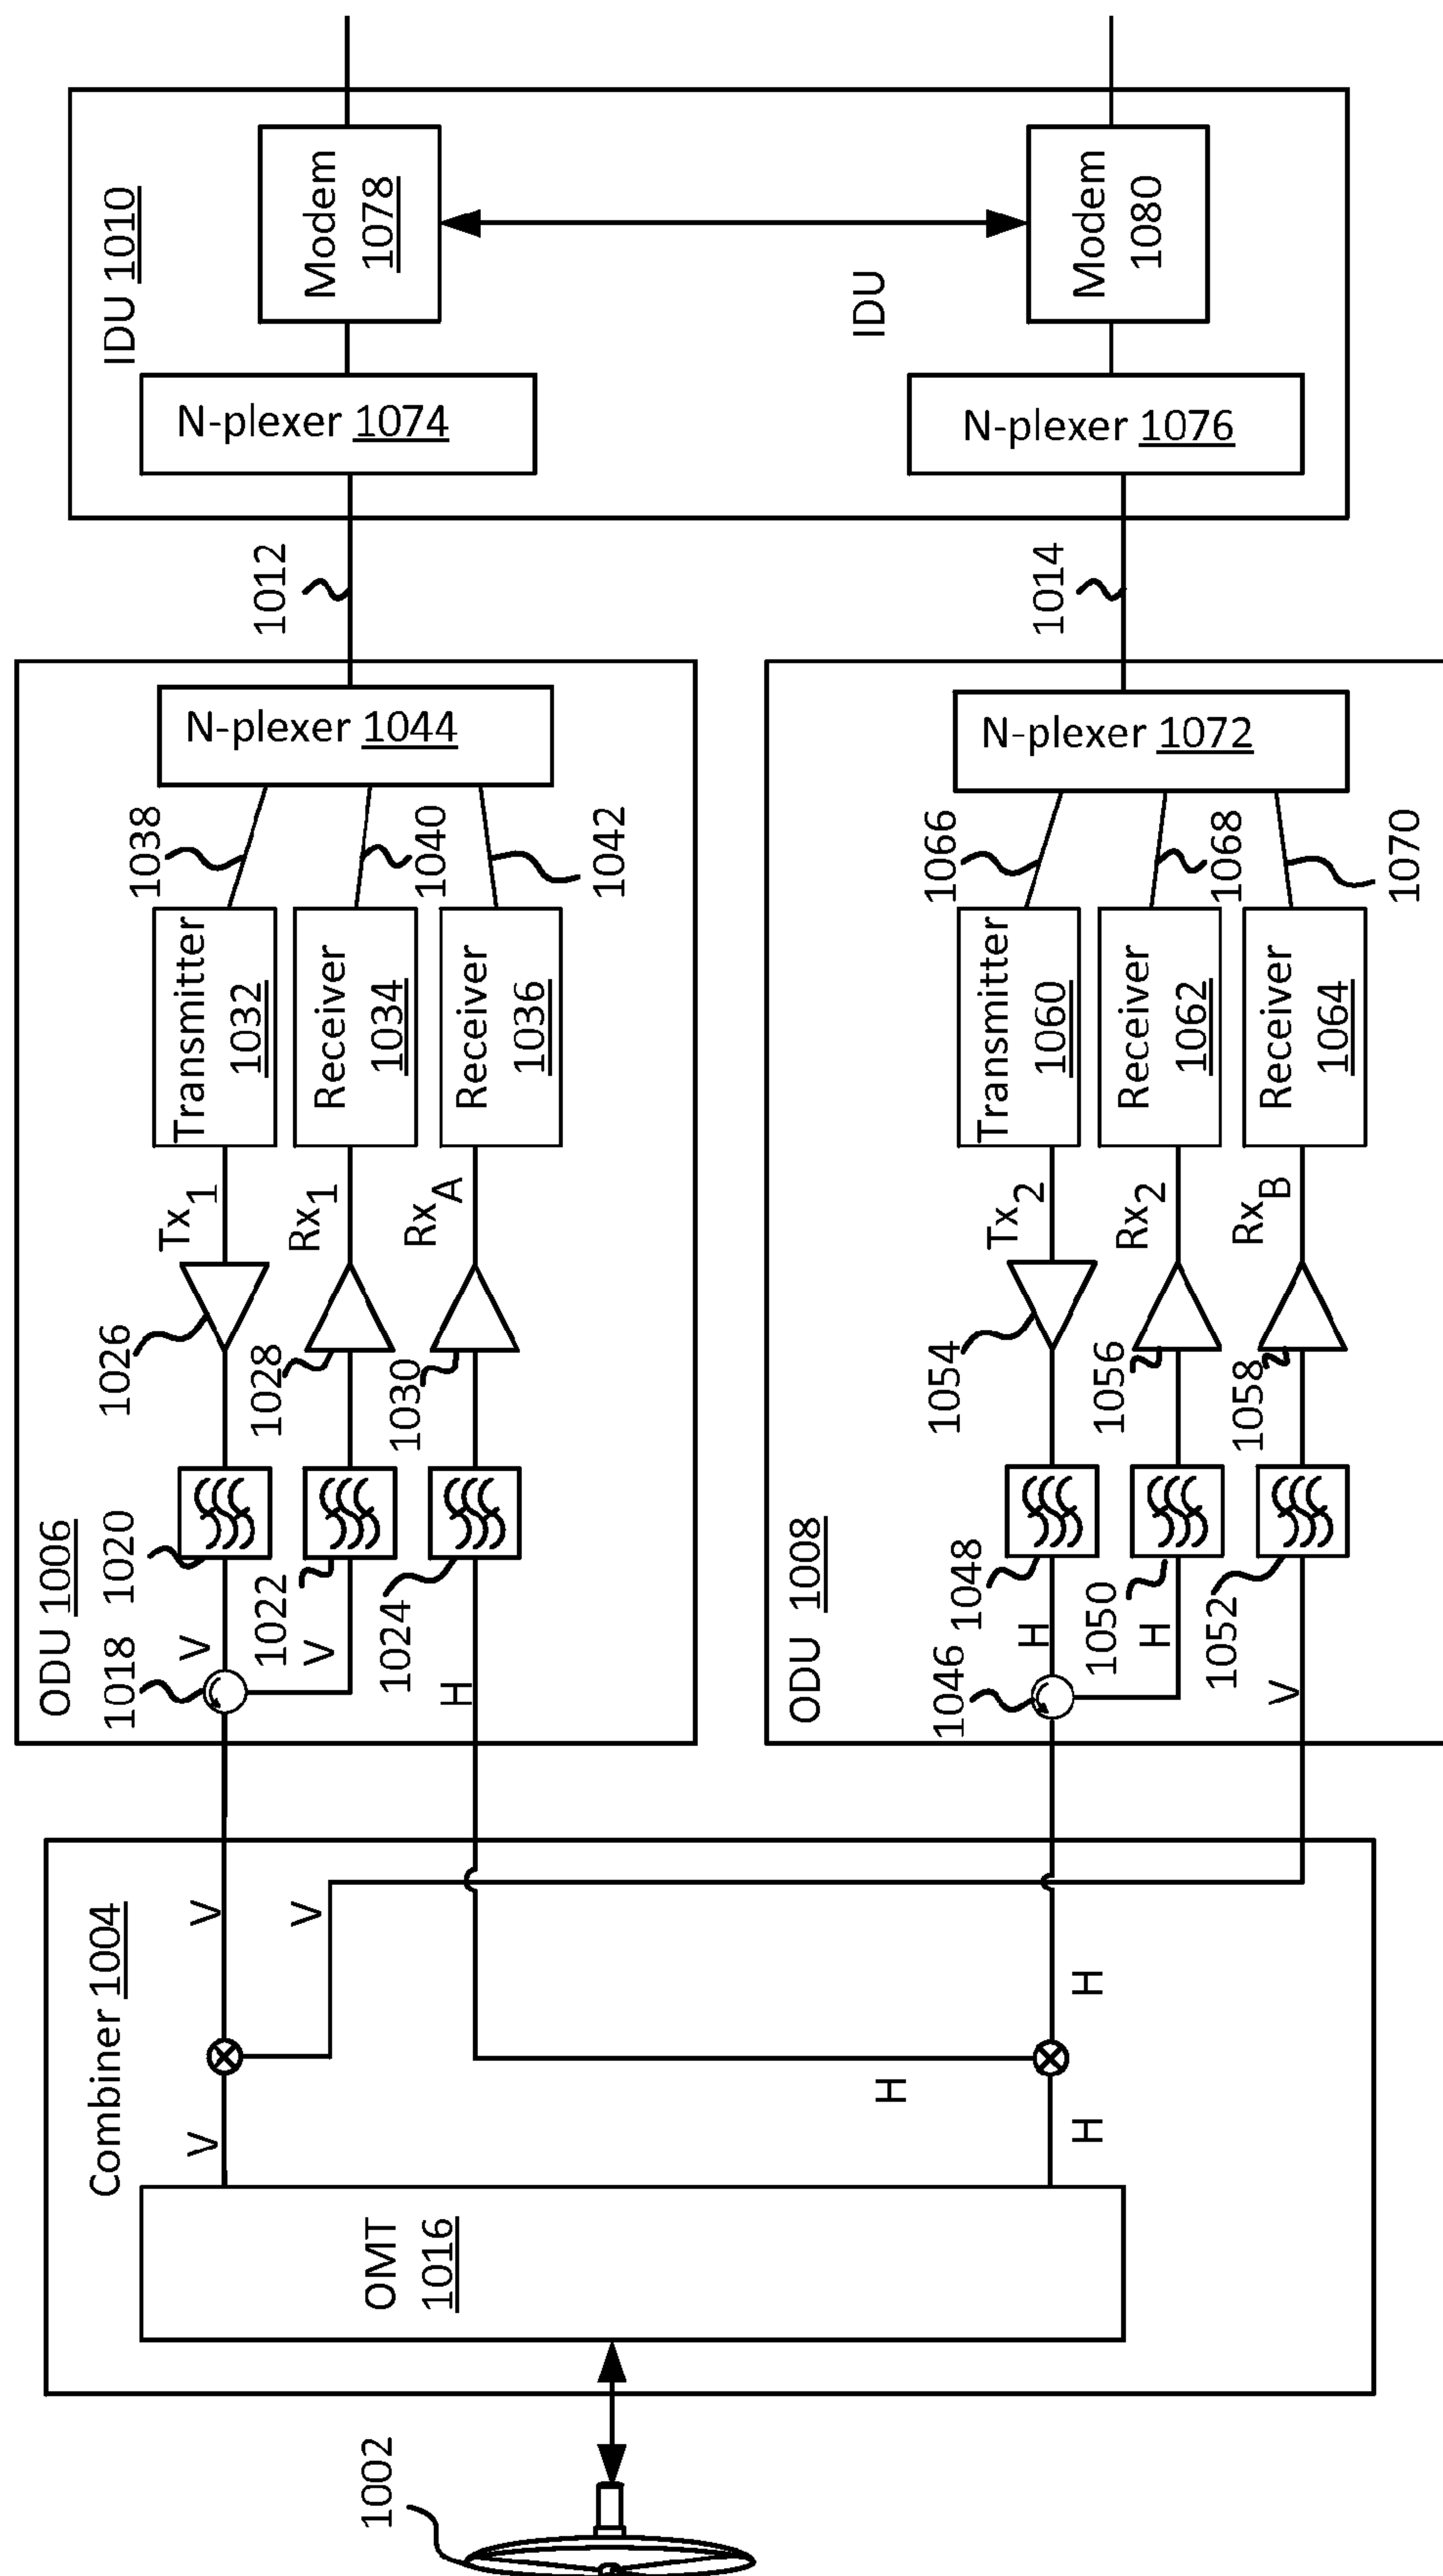 1002
Combiner 1004
OMT
1016
V
H
V
V
H
H
ODU 1006
1018
V
V
H
1020
1022
1024
1026
1028
1030
Tx1
Rx1
RxA
Transmitter
1032
Receiver
1034
Receiver
1036
1038
1040
1042
N-plexer 1044
1012
ODU 1008
1046
H
H
V
1048
1050
1052
1054
1056
1058
Tx2
Rx2
RxB
Transmitter
1060
Receiver
1062
Receiver
1064
1066
1068
1070
N-plexer 1072
1014
IDU 1010
N-plexer 1074
Modem
1078
IDU
N-plexer 1076
Modem
1080